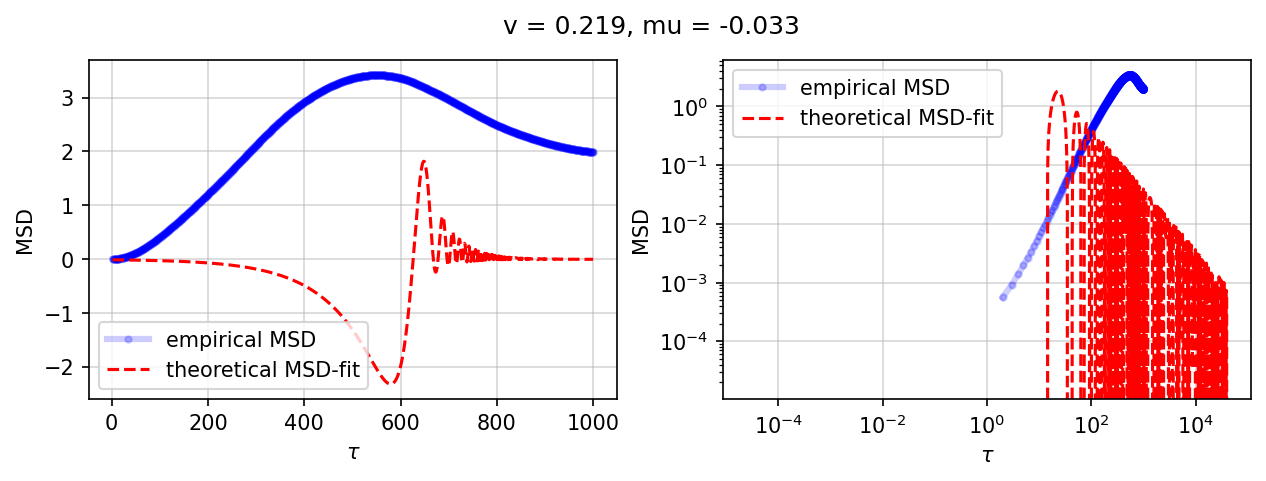 v = 0.219, mu = -0.033
MSD
3
2
1
0
−1
−2
empirical MSD
theoretical MSD-fit
0
200
400
600
800
1000
τ
MSD
10⁰
10⁻¹
10⁻²
10⁻³
10⁻⁴
empirical MSD
theoretical MSD-fit
10⁻⁴
10⁻²
10⁰
10²
10⁴
τ